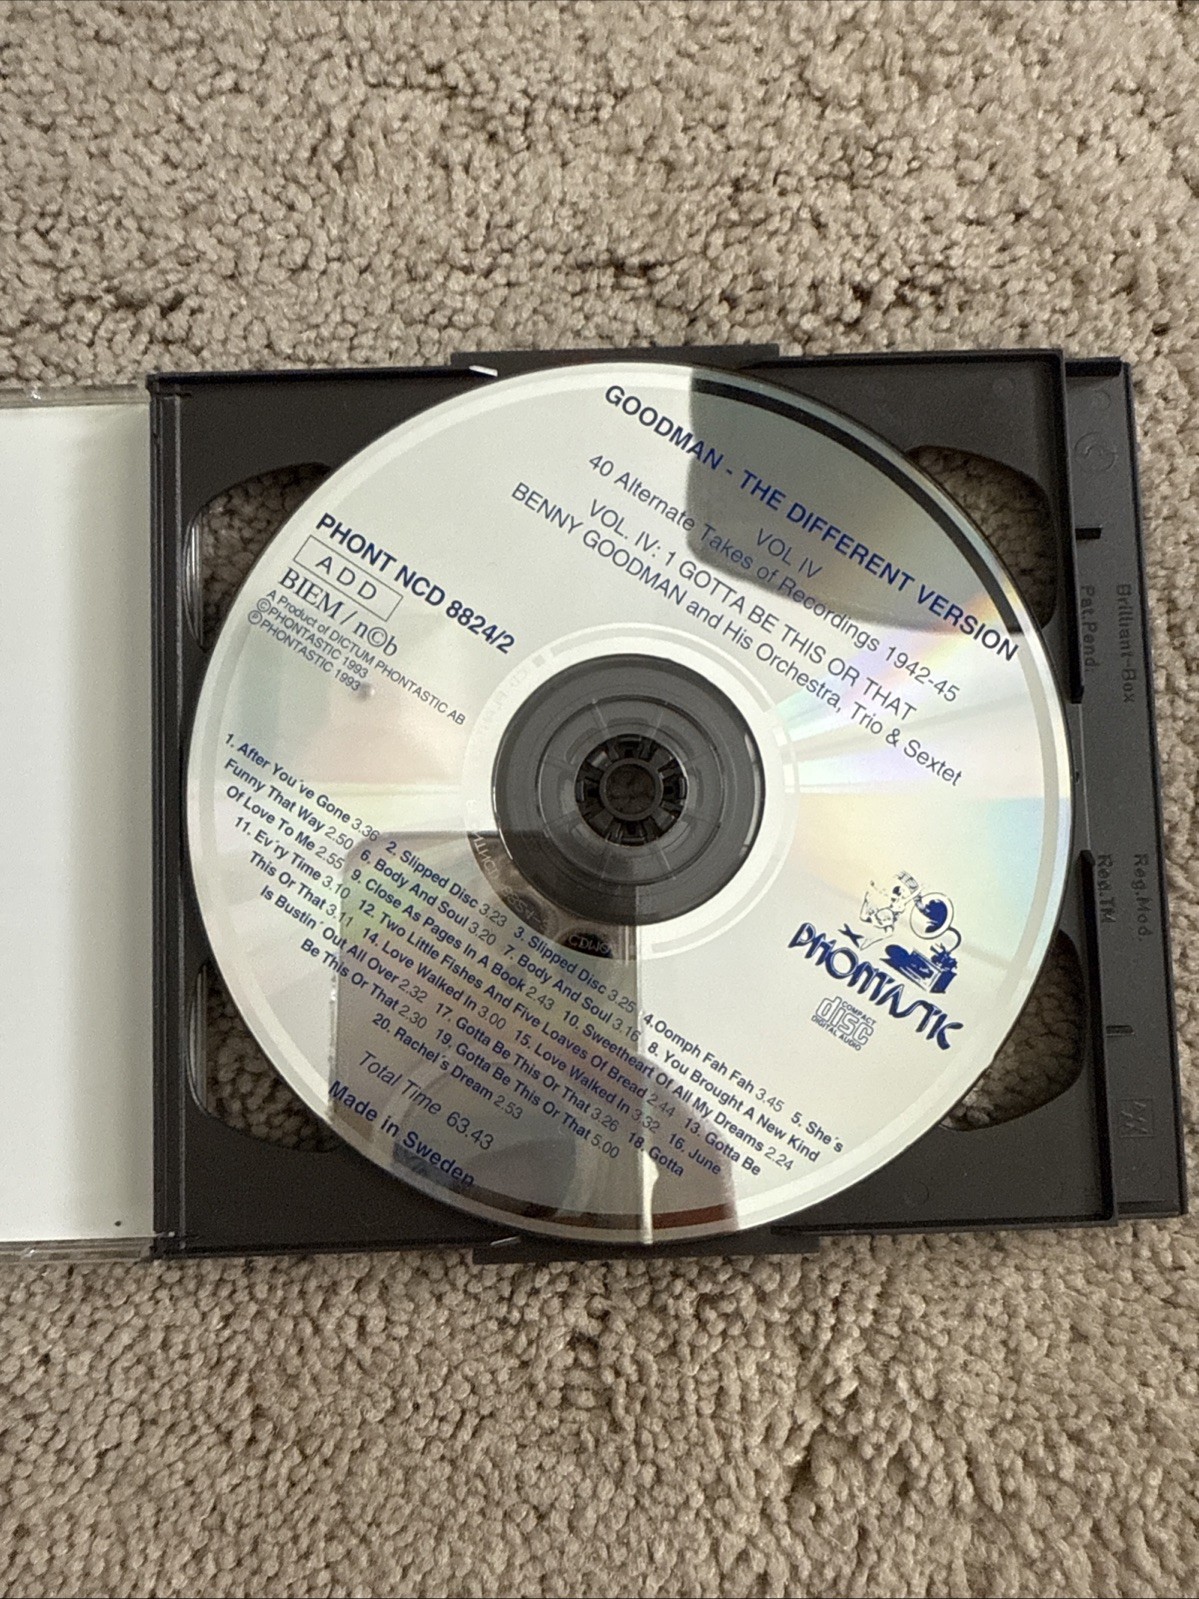 GOODMAN - THE DIFFERENT VERSION
VOL IV
40 Alternate Takes of Recordings 1942-45
VOL. IV: 1 GOTTA BE THIS OR THAT
BENNY GOODMAN and His Orchestra, Trio & Sextet
PHONT NCD 8824/2
ADD
BIEM/n©b
A Product of DICTUM PHONTASTIC AB
©PHONTASTIC 1993
℗PHONTASTIC 1993
PHONTASTIC
COMPACT
disc
DIGITAL AUDIO
1. After You´ve Gone 3.36 2. Slipped Disc 3.23 3. Slipped Disc 3.25 4.Oomph Fah Fah 3.45 5. She´s
Funny That Way 2.50 6. Body And Soul 3.20 7. Body And Soul 3.16 8. You Brought A New Kind
Of Love To Me 2.55 9. Close As Pages In A Book 2.43 10. Sweetheart Of All My Dreams 2.24
11. Ev´ry Time 3.10 12. Two Little Fishes And Five Loaves Of Bread 2.44 13. Gotta Be
This Or That 3.11 14. Love Walked In 3.00 15. Love Walked In 3.32 16. June
Is Bustin´ Out All Over 2.32 17. Gotta Be This Or That 3.26 18. Gotta
Be This Or That 2.30 19. Gotta Be This Or That 5.00
20. Rachel´s Dream 2.53
Total Time 63.43
Made in Sweden
Brilliant-Box
Pat.Pend.
Reg.Mod.
Reg.TM